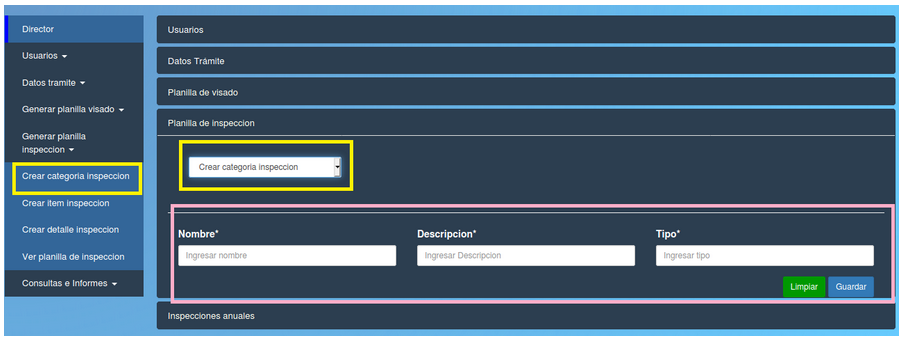 Director
Usuarios
Datos tramite
Generar planilla visado
Generar planilla
inspeccion
Crear categoria inspeccion
Crear item inspeccion
Crear detalle inspeccion
Ver planilla de inspeccion
Consultas e Informes
Usuarios
Datos Trámite
Planilla de visado
Planilla de inspeccion
Crear categoria inspeccion
Nombre* Descripcion* Tipo*
Ingresar nombre Ingresar Descripcion Ingresar tipo
Limpiar Guardar
Inspecciones anuales